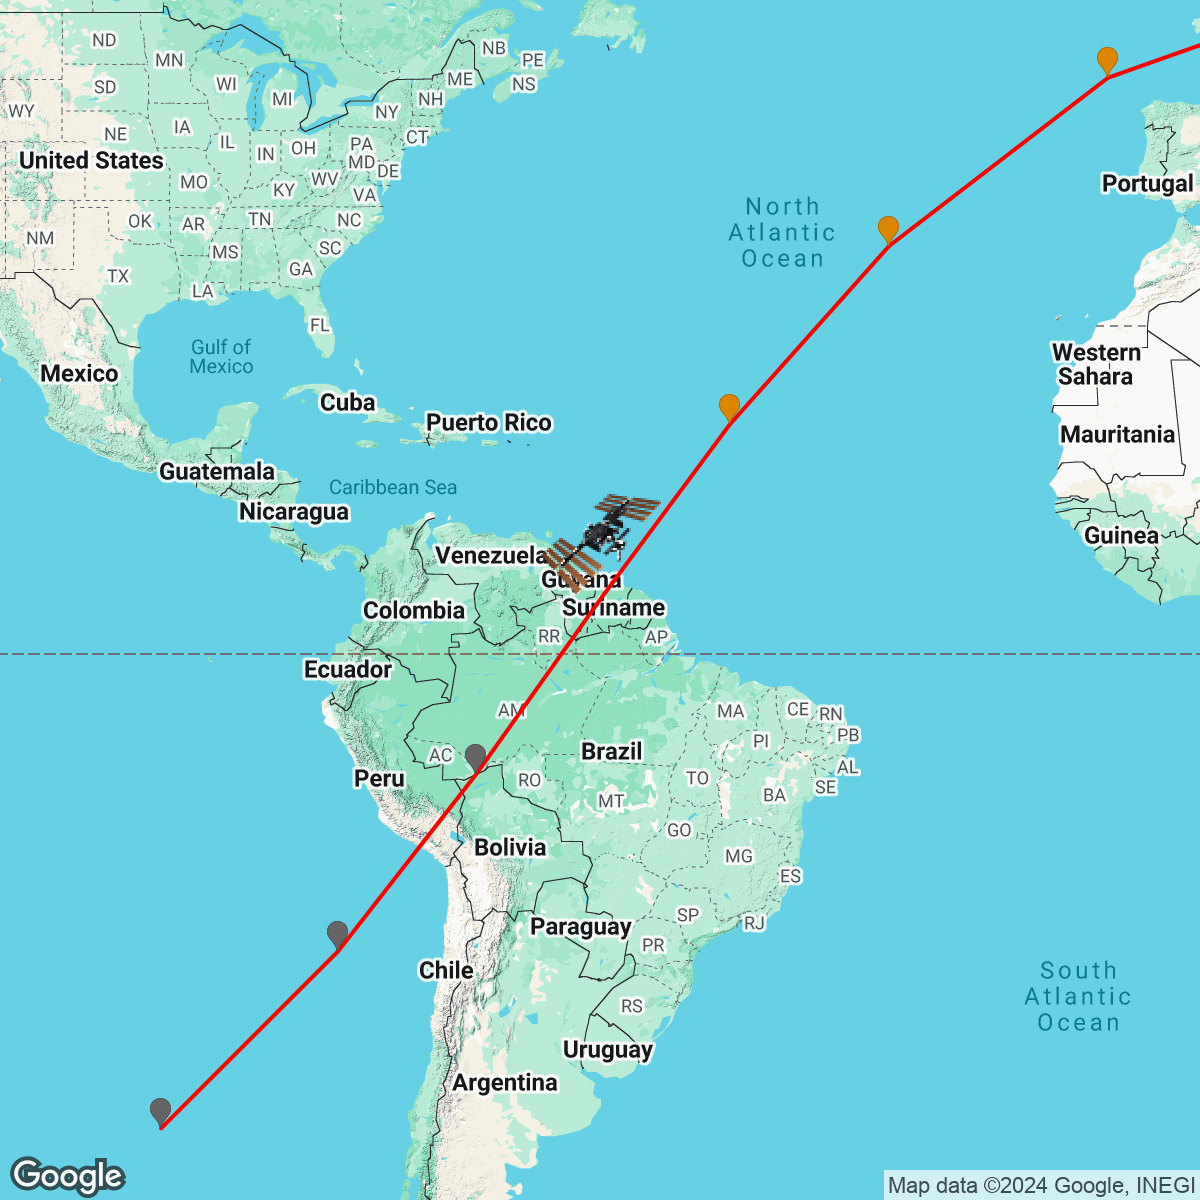 ND
MN
NB
PE
ME
NS
SD
WI
MI
NH
WY
NY
IA
CT
NE
IL
IN
OH
PA
MD
United States
DE
MO
KY
WV
VA
Portugal
OK
AR
TN
NC
North
Atlantic
Ocean
NM
MS
SC
TX
GA
LA
FL
Gulf of
Mexico
Western
Sahara
Mexico
Cuba
Puerto Rico
Mauritania
Guatemala
Caribbean Sea
Nicaragua
Guinea
Venezuela
Guyana
Colombia
Suriname
RR
AP
Ecuador
AM
MA
CE
RN
PB
AC
Brazil
PI
AL
Peru
RO
TO
SE
MT
BA
GO
Bolivia
MG
ES
SP
RJ
Paraguay
PR
Chile
South
Atlantic
Ocean
RS
Uruguay
Argentina
Google
Map data ©2024 Google, INEGI